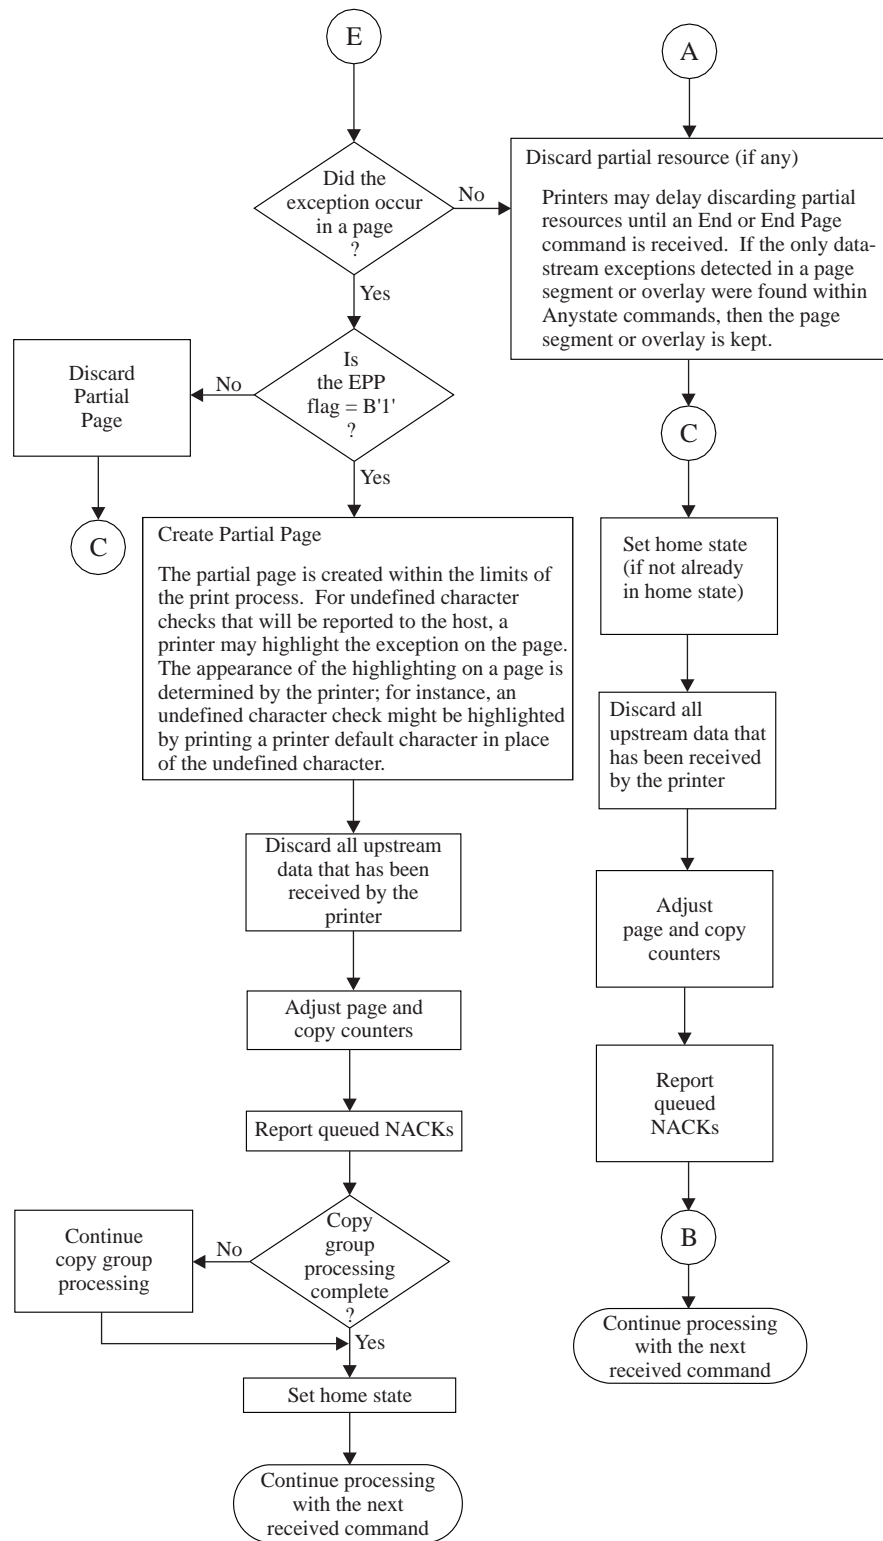 E
Did the
exception occur
in a page
?
No
Yes
Is
the EPP
flag = B'1'
?
No
Discard
Partial
Page
C
Yes
Create Partial Page
The partial page is created within the limits of
the print process.  For undefined character
checks that will be reported to the host, a
printer may highlight the exception on the page.
The appearance of the highlighting on a page is
determined by the printer; for instance, an
undefined character check might be highlighted
by printing a printer default character in place
of the undefined character.
Discard all upstream
data that has been
received by the
printer
Adjust page and
copy counters
Report queued NACKs
Copy
group
processing
complete
?
No
Continue
copy group
processing
Yes
Set home state
Continue processing
with the next
received command
A
Discard partial resource (if any)
Printers may delay discarding partial
resources until an End or End Page
command is received.  If the only data-
stream exceptions detected in a page
segment or overlay were found within
Anystate commands, then the page
segment or overlay is kept.
C
Set home state
(if not already
in home state)
Discard all
upstream data that
has been received
by the printer
Adjust
page and copy
counters
Report
queued
NACKs
B
Continue processing
with the next
received command